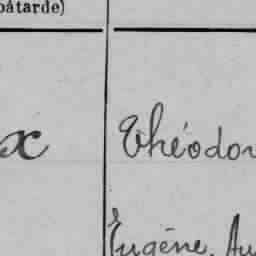 bâtarde)
x Théodor
Eugène, Au